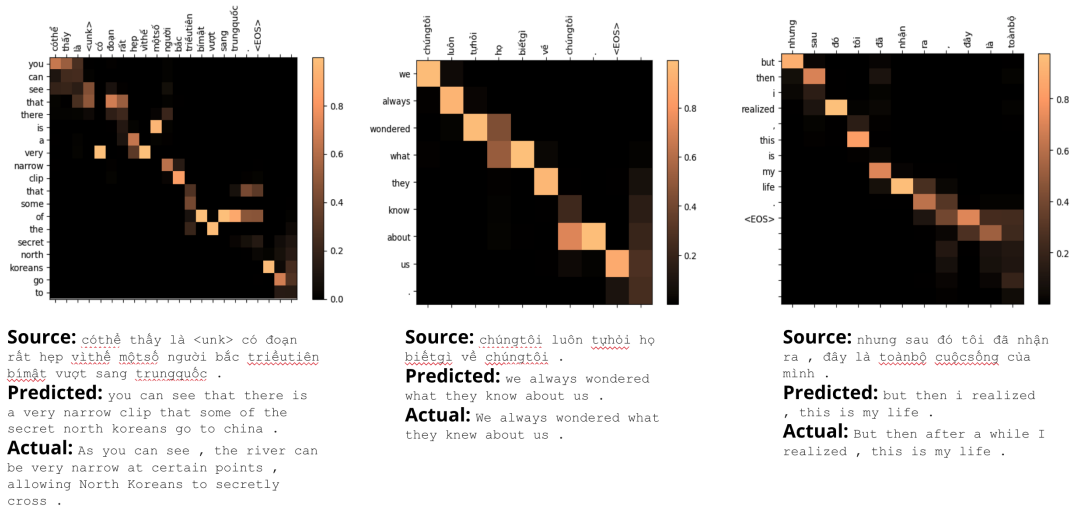 cóthể thấy là <unk> có đoạn rất hẹp vìthế mộtsố người bắc triềutiên bímật vượt sang trungquốc . <EOS>
you
can
see
that
there
is
a
very
narrow
clip
that
some
of
the
secret
north
koreans
go
to
0.8
0.6
0.4
0.2
0.0
chúngtôi luôn tựhỏi họ biếtgì về chúngtôi . <EOS>
we
always
wondered
what
they
know
about
us
.
0.8
0.6
0.4
0.2
nhưng sau đó tôi đã nhận ra , đây là toànbộ
but
then
i
realized
,
this
is
my
life
.
<EOS>
0.8
0.6
0.4
0.2
Source: cóthể thấy là <unk> có đoạn
rất hẹp vìthế mộtsố người bắc triềutiên
bímật vượt sang trungquốc .
Predicted: you can see that there is
a very narrow clip that some of the
secret north koreans go to china .
Actual: As you can see , the river can
be very narrow at certain points ,
allowing North Koreans to secretly
cross .
Source: chúngtôi luôn tựhỏi họ
biếtgì về chúngtôi .
Predicted: we always wondered
what they know about us .
Actual: We always wondered what
they knew about us .
Source: nhưng sau đó tôi đã nhận
ra , đây là toànbộ cuộcsống của
mình .
Predicted: but then i realized
, this is my life .
Actual: But then after a while I
realized , this is my life .